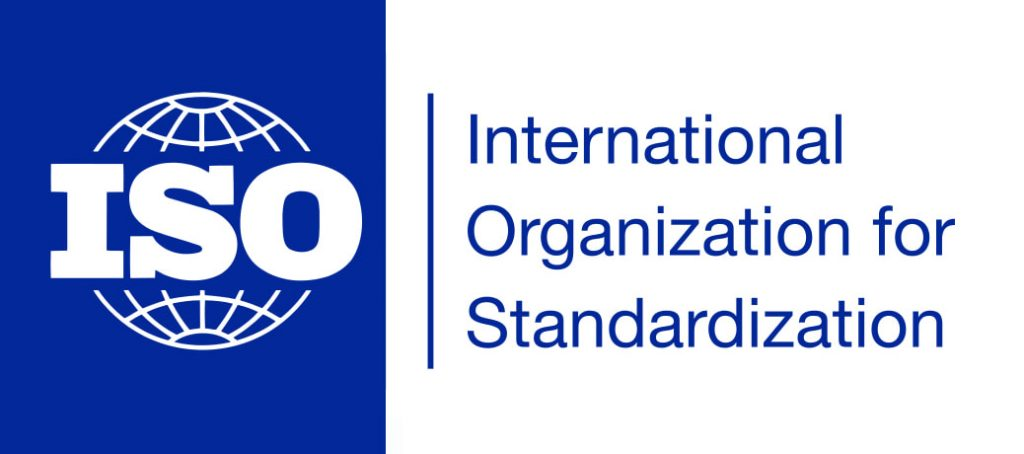 ISO
International
Organization for
Standardization